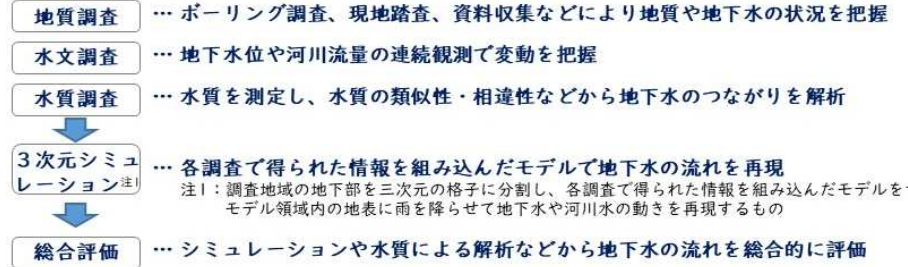 地質調査 … ボーリング調査、現地踏査、資料収集などにより地質や地下水の状況を把握
水文調査 … 地下水位や河川流量の連続観測で変動を把握
水質調査 … 水質を測定し、水質の類似性・相違性などから地下水のつながりを解析
3次元シミュ
レーション注1 … 各調査で得られた情報を組み込んだモデルで地下水の流れを再現
注1：調査地域の地下部を三次元の格子に分割し、各調査で得られた情報を組み込んだモデルを
モデル領域内の地表に雨を降らせて地下水や河川水の動きを再現するもの
総合評価 … シミュレーションや水質による解析などから地下水の流れを総合的に評価